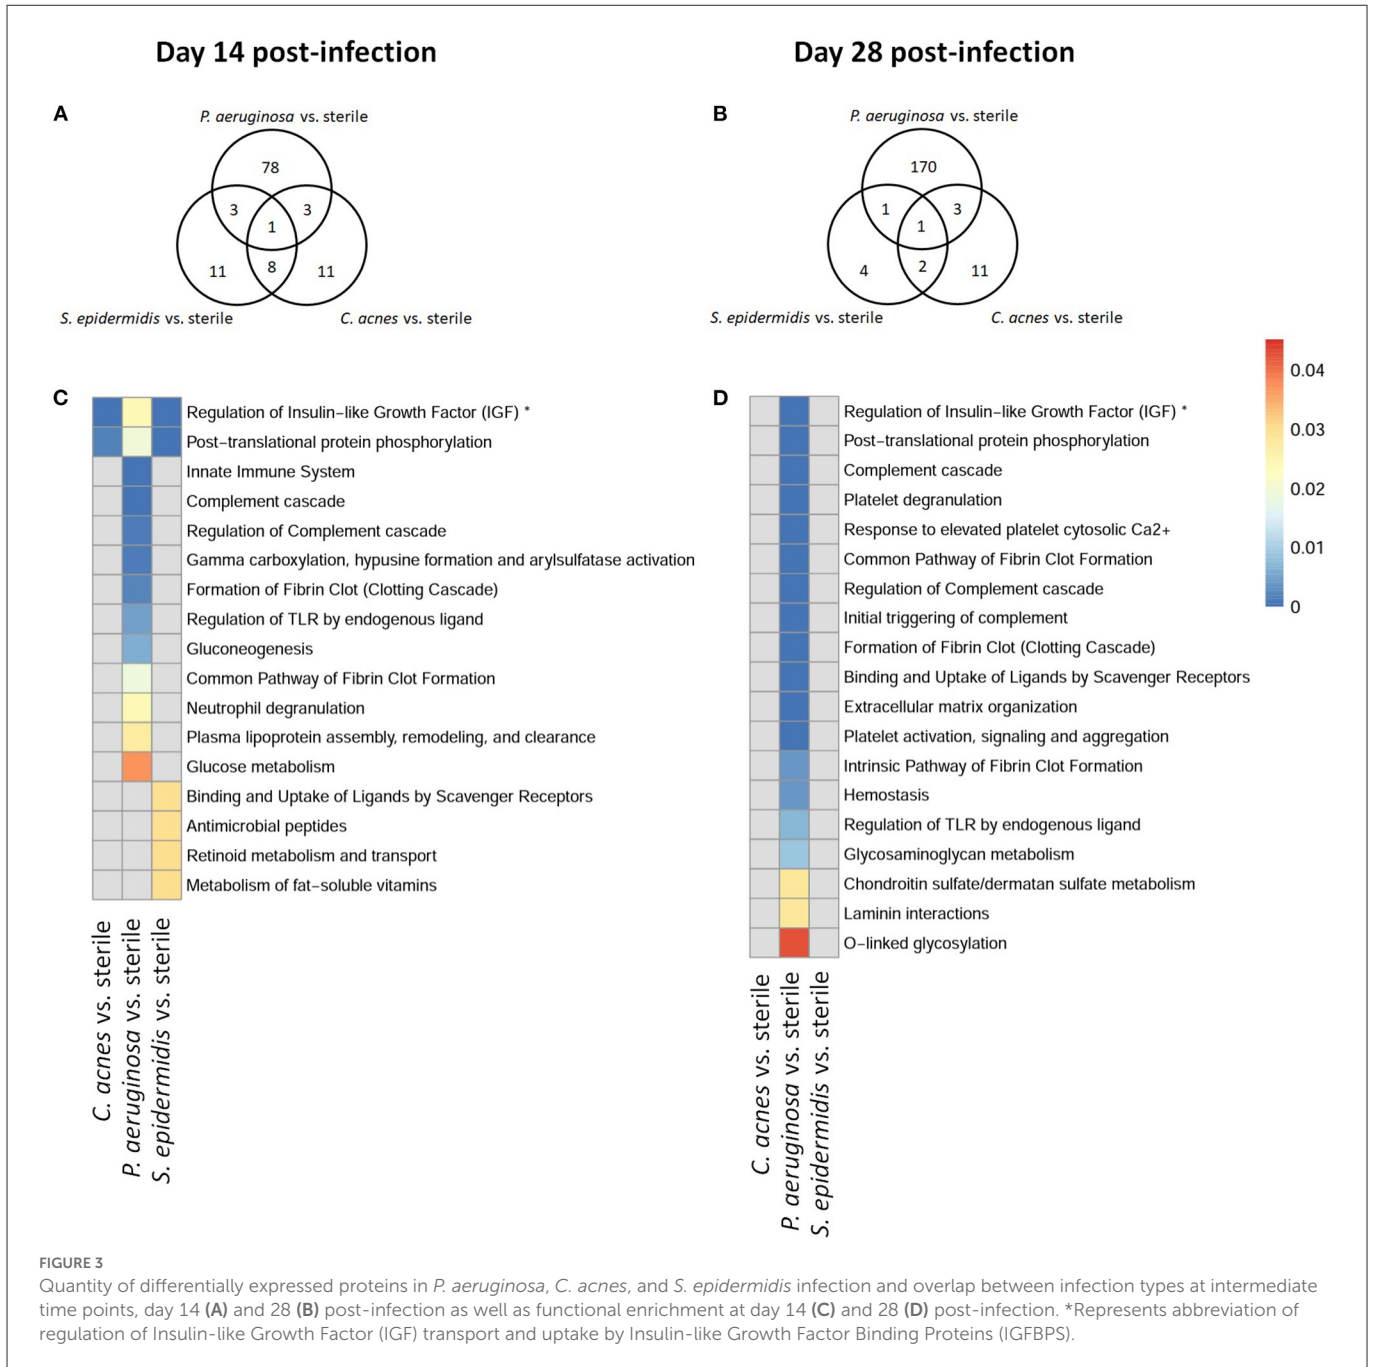 Day 14 post-infection
Day 28 post-infection
A
P. aeruginosa vs. sterile
78
3
3
1
11
8
11
S. epidermidis vs. sterile
C. acnes vs. sterile
B
P. aeruginosa vs. sterile
170
1
3
1
4
2
11
S. epidermidis vs. sterile
C. acnes vs. sterile
C
Regulation of Insulin−like Growth Factor (IGF) *
Post−translational protein phosphorylation
Innate Immune System
Complement cascade
Regulation of Complement cascade
Gamma carboxylation, hypusine formation and arylsulfatase activation
Formation of Fibrin Clot (Clotting Cascade)
Regulation of TLR by endogenous ligand
Gluconeogenesis
Common Pathway of Fibrin Clot Formation
Neutrophil degranulation
Plasma lipoprotein assembly, remodeling, and clearance
Glucose metabolism
Binding and Uptake of Ligands by Scavenger Receptors
Antimicrobial peptides
Retinoid metabolism and transport
Metabolism of fat−soluble vitamins
C. acnes vs. sterile
P. aeruginosa vs. sterile
S. epidermidis vs. sterile
D
Regulation of Insulin−like Growth Factor (IGF) *
Post−translational protein phosphorylation
Complement cascade
Platelet degranulation
Response to elevated platelet cytosolic Ca2+
Common Pathway of Fibrin Clot Formation
Regulation of Complement cascade
Initial triggering of complement
Formation of Fibrin Clot (Clotting Cascade)
Binding and Uptake of Ligands by Scavenger Receptors
Extracellular matrix organization
Platelet activation, signaling and aggregation
Intrinsic Pathway of Fibrin Clot Formation
Hemostasis
Regulation of TLR by endogenous ligand
Glycosaminoglycan metabolism
Chondroitin sulfate/dermatan sulfate metabolism
Laminin interactions
O−linked glycosylation
C. acnes vs. sterile
P. aeruginosa vs. sterile
S. epidermidis vs. sterile
0.04
0.03
0.02
0.01
0
FIGURE 3
Quantity of differentially expressed proteins in P. aeruginosa, C. acnes, and S. epidermidis infection and overlap between infection types at intermediate
time points, day 14 (A) and 28 (B) post-infection as well as functional enrichment at day 14 (C) and 28 (D) post-infection. *Represents abbreviation of
regulation of Insulin-like Growth Factor (IGF) transport and uptake by Insulin-like Growth Factor Binding Proteins (IGFBPS).